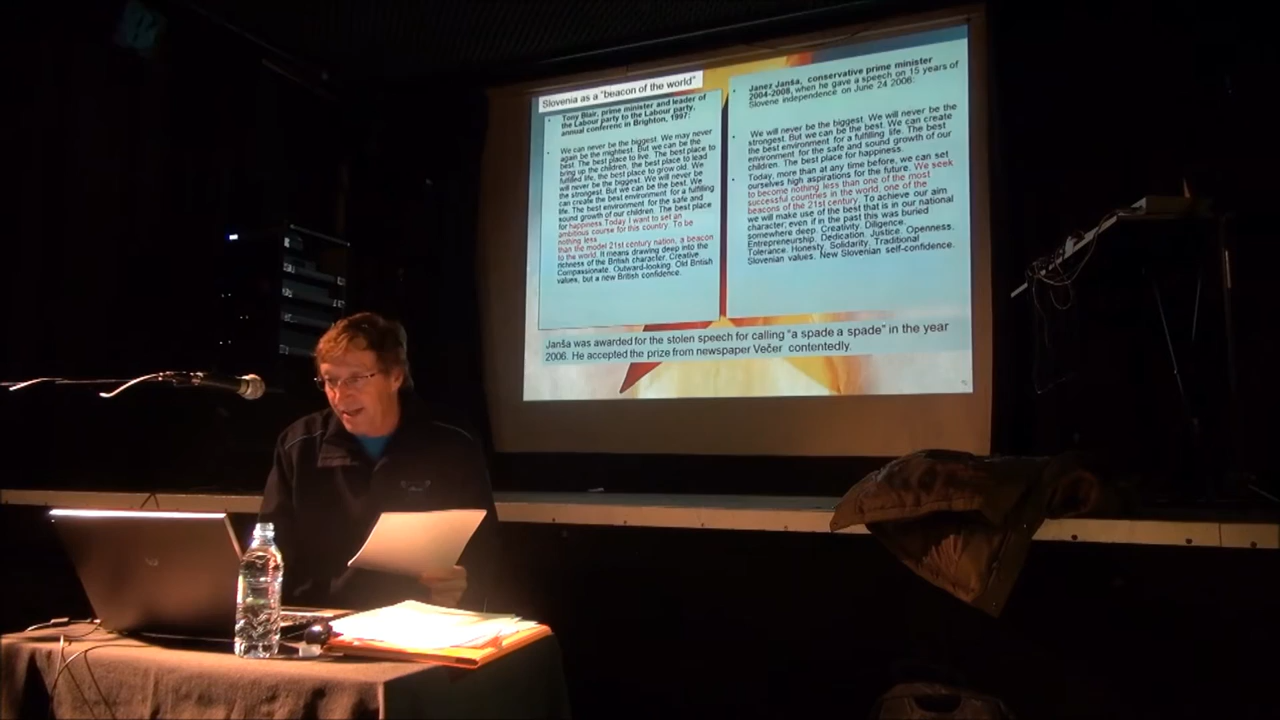 Slovenia as a "beacon of the world"
Tony Blair, prime minister and leader of
the Labour party to the Labour party,
annual conferenc in Brighton, 1997:
We can never be the biggest. We may never
again be the mightiest. But we can be the
best. The best place to live. The best place to
bring up the children, the best place to lead
fulfilled life, the best place to grow old. We
will never be the biggest. We will never be
the strongest. But we can be the best. We
can create the best environment for a fulfilling
life. The best environment for the safe and
sound growth of our children. The best place
for happiness.Today I want to set an
ambitious course for this country. To be
nothing less
than the model 21st century nation, a beacon
to the world. It means drawing deep into the
richness of the British character. Creative.
Compassionate. Outward-looking. Old British
values, but a new British confidence.
Janez Janša, conservative prime minister
2004-2008, when he gave a speech on 15 years of
Slovene independence on June 24 2006:
We will never be the biggest. We will never be the
strongest. But we can be the best. We can create
the best environment for a fulfilling life. The best
environment for the safe and sound growth of our
children. The best place for happiness.
Today, more than at any time before, we can set
ourselves high aspirations for the future. We seek
to become nothing less than one of the most
successful countries in the world, one of the
beacons of the 21st century. To achieve our aim
we will make use of the best that is in our national
character; even if in the past this was buried
somewhere deep. Creativity. Diligence.
Entrepreneurship. Dedication. Justice. Openness.
Tolerance. Honesty. Solidarity. Traditional
Slovenian values. New Slovenian self-confidence.
Janša was awarded for the stolen speech for calling "a spade a spade" in the year
2006. He accepted the prize from newspaper Večer contentedly.